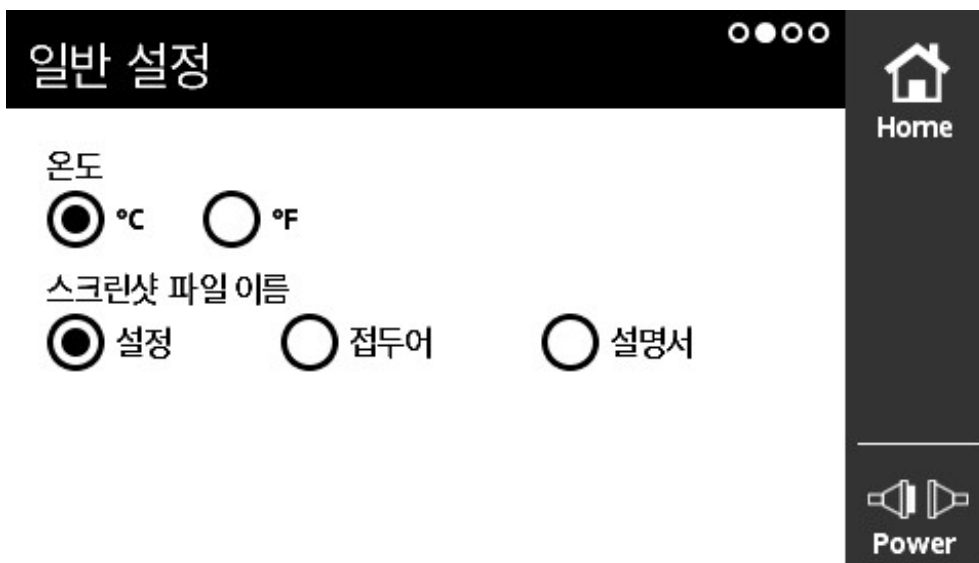 일반 설정
Home
온도
°C °F
스크린샷 파일 이름
설정 접두어 설명서
Power